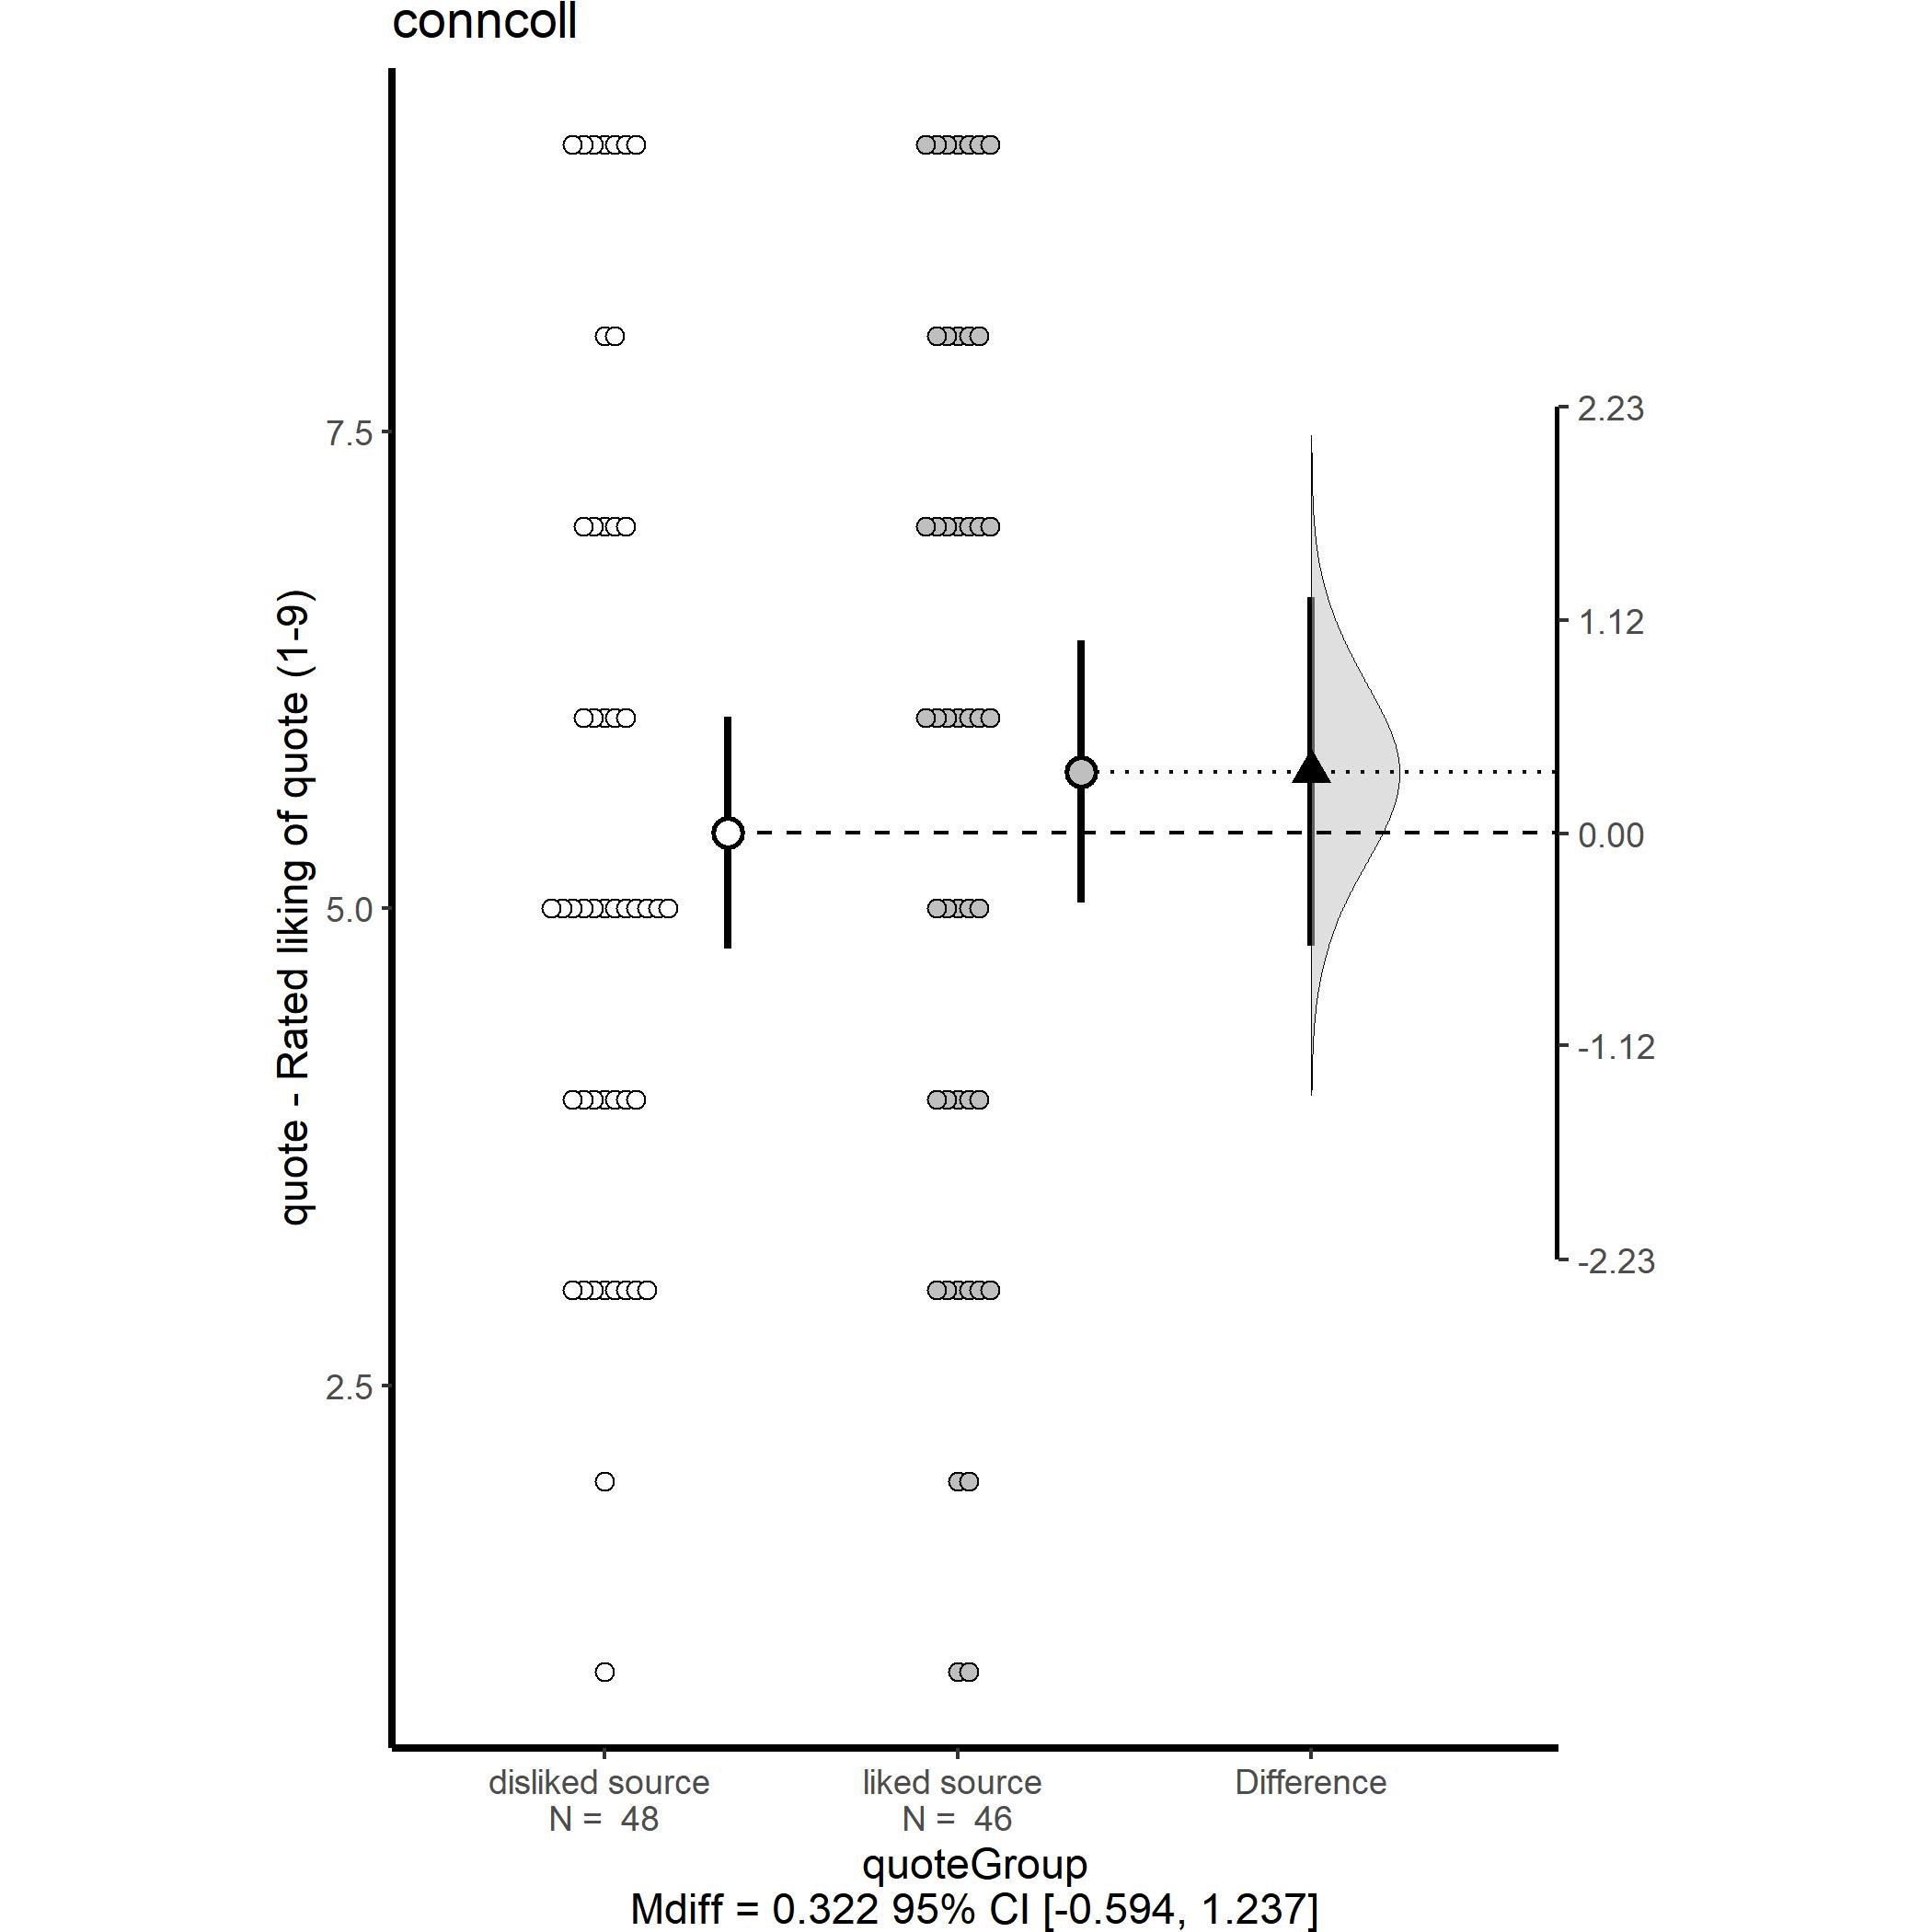 conncoll
quote - Rated liking of quote (1-9)
7.5
5.0
2.5
2.23
1.12
0.00
-1.12
-2.23
disliked source
N =  48
liked source
N =  46
Difference
quoteGroup
Mdiff = 0.322 95% CI [-0.594, 1.237]